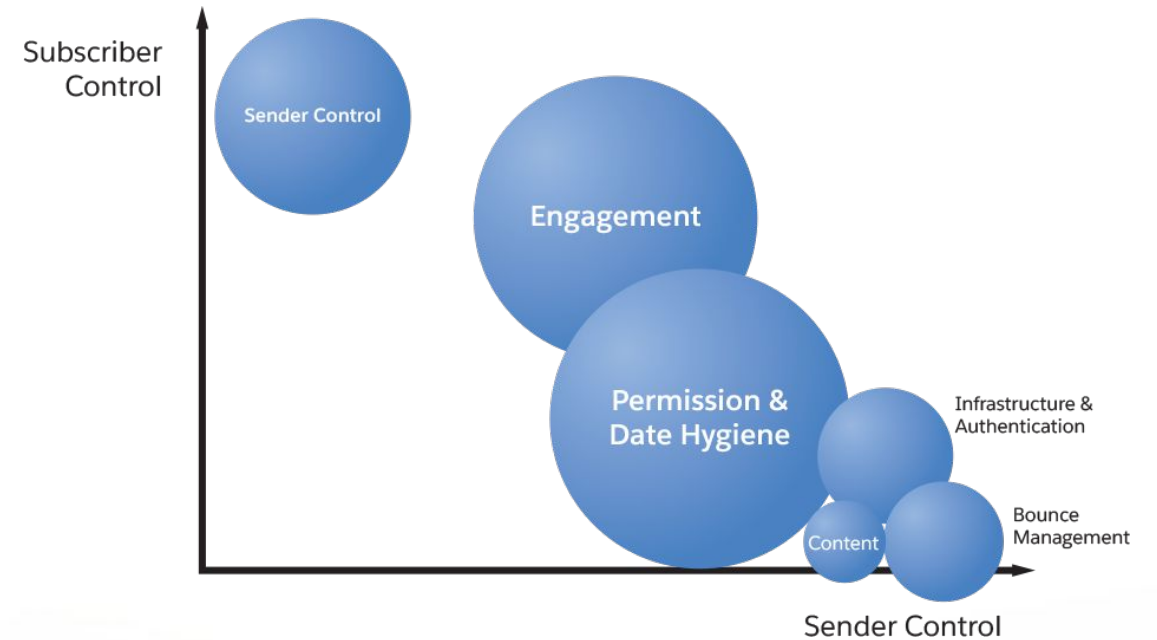 Subscriber
Control
Sender Control
Engagement
Permission &
Date Hygiene
Infrastructure &
Authentication
Bounce
Management
Content
Sender Control